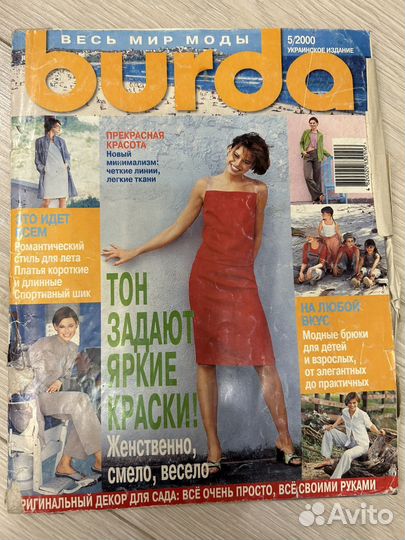 ВЕСЬ МИР МОДЫ
5/2000
УКРАИНСКОЕ ИЗДАНИЕ
burda
ПРЕКРАСНАЯ
КРАСОТА
Новый
минимализм:
четкие линии,
легкие ткани
ЭТО ИДЕТ
ВСЕМ
Романтический
стиль для лета
Платья короткие
и длинные
Спортивный шик
ТОН
ЗАДАЮТ
ЯРКИЕ
КРАСКИ!
Женственно,
смело, весело
НА ЛЮБОЙ
ВКУС
Модные брюки
для детей
и взрослых,
от элегантных
до практичных
РИГИНАЛЬНЫЙ ДЕКОР ДЛЯ САДА: ВСЁ ОЧЕНЬ ПРОСТО, ВСЁ СВОИМИ РУКАМИ
Avito